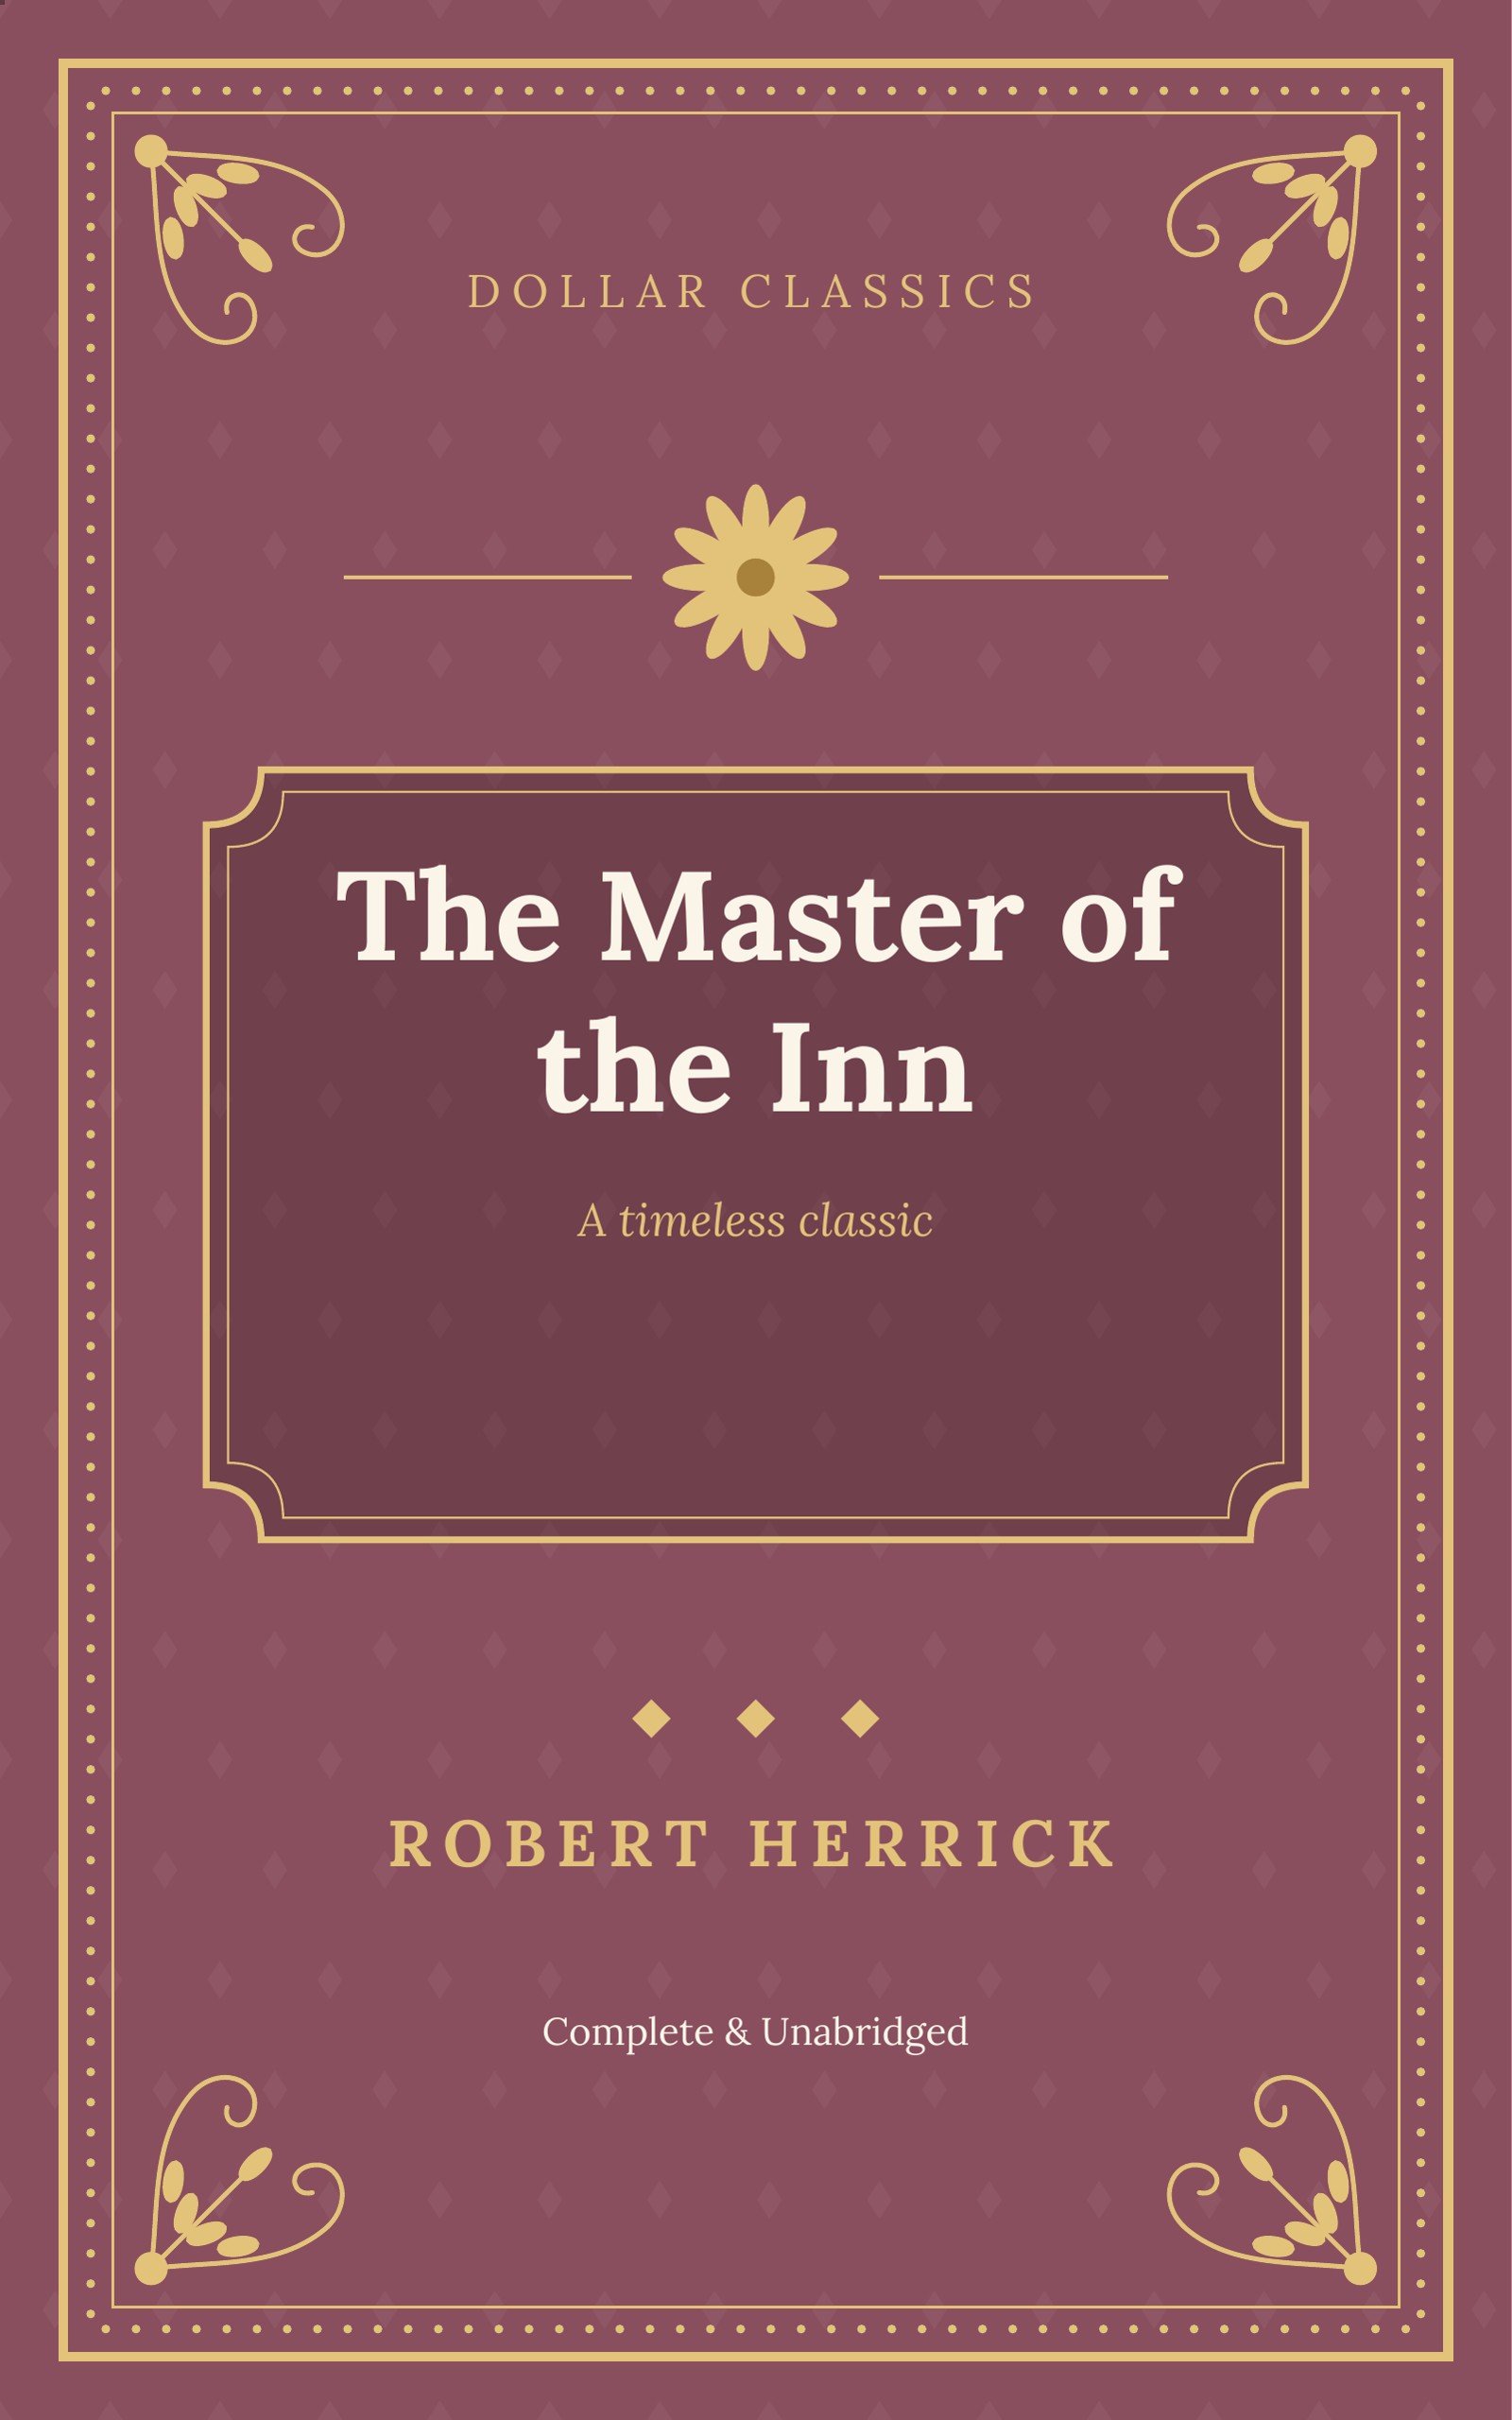 DOLLAR CLASSICS
The Master of
the Inn
A timeless classic
ROBERT HERRICK
Complete & Unabridged